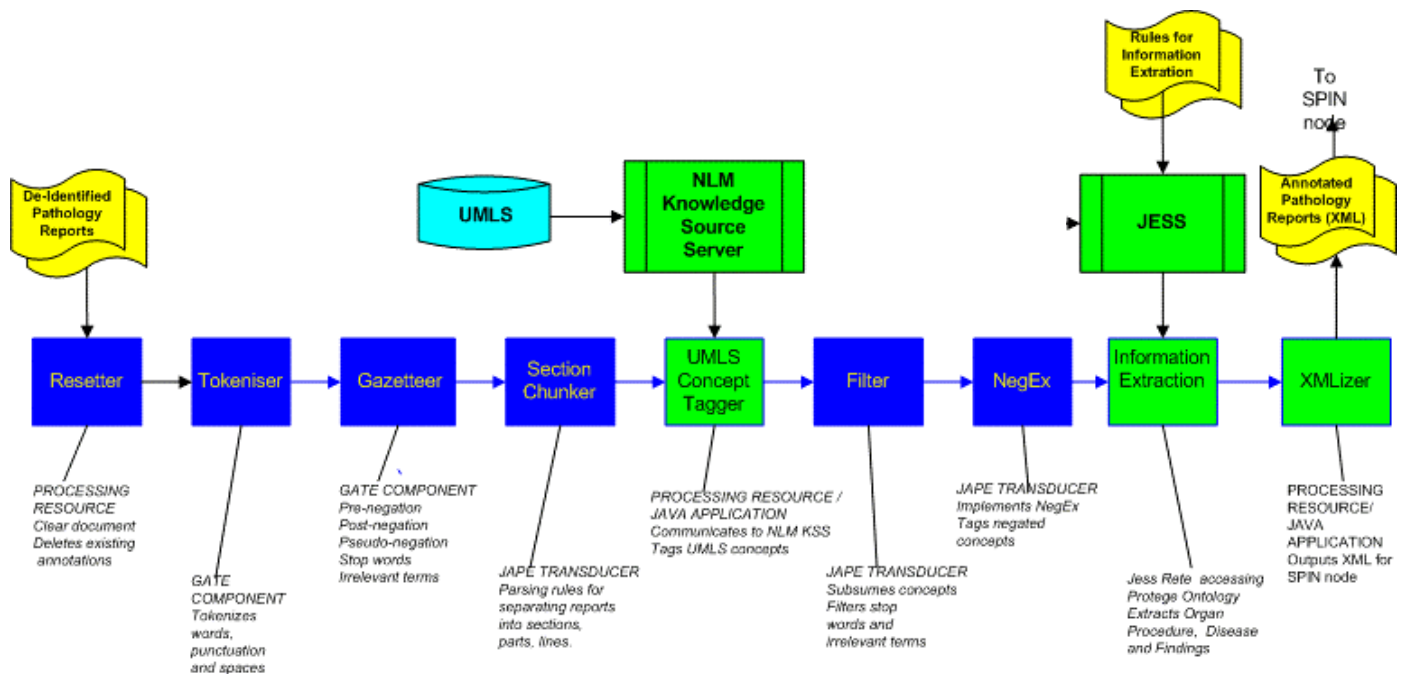 Rules for
Information
Extration
To
SPIN
node
De-Identified
Pathology
Reports
UMLS
NLM
Knowledge
Source
Server
JESS
Annotated
Pathology
Reports (XML)
Resetter
Tokeniser
Gazetteer
Section
Chunker
UMLS
Concept
Tagger
Filter
NegEx
Information
Extraction
XMLizer
PROCESSING
RESOURCE
Clear document
Deletes existing
annotations
GATE
COMPONENT
Tokenizes
words,
punctuation
and spaces
GATE COMPONENT
Pre-negation
Post-negation
Pseudo-negation
Stop words
Irrelevant terms
JAPE TRANSDUCER
Parsing rules for
separating reports
into sections,
parts, lines.
PROCESSING RESOURCE /
JAVA APPLICATION
Communicates to NLM KSS
Tags UMLS concepts
JAPE TRANSDUCER
Subsumes concepts
Filters stop
words and
irrelevant terms
JAPE TRANSDUCER
Implements NegEx
Tags negated
concepts
Jess Rete accessing
Protege Ontology
Extracts Organ
Procedure, Disease
and Findings
PROCESSING
RESOURCE/
JAVA
APPLICATION
Outputs XML for
SPIN node